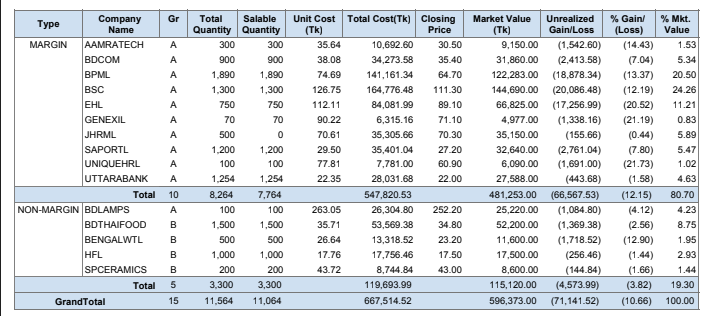 Type Company Name Gr Total Quantity Salable Quantity Unit Cost (Tk) Total Cost(Tk) Closing Price Market Value (Tk) Unrealized Gain/Loss % Gain/ (Loss) % Mkt. Value
MARGIN AAMRATECH A 300 300 35.64 10,692.60 30.50 9,150.00 (1,542.60) (14.43) 1.53
BDCOM A 900 900 38.08 34,273.58 35.40 31,860.00 (2,413.58) (7.04) 5.34
BPML A 1,890 1,890 74.69 141,161.34 64.70 122,283.00 (18,878.34) (13.37) 20.50
BSC A 1,300 1,300 126.75 164,776.48 111.30 144,690.00 (20,086.48) (12.19) 24.26
EHL A 750 750 112.11 84,081.99 89.10 66,825.00 (17,256.99) (20.52) 11.21
GENEXIL A 70 70 90.22 6,315.16 71.10 4,977.00 (1,338.16) (21.19) 0.83
JHRML A 500 0 70.61 35,305.66 70.30 35,150.00 (155.66) (0.44) 5.89
SAPORTL A 1,200 1,200 29.50 35,401.04 27.20 32,640.00 (2,761.04) (7.80) 5.47
UNIQUEHRL A 100 100 77.81 7,781.00 60.90 6,090.00 (1,691.00) (21.73) 1.02
UTTARABANK A 1,254 1,254 22.35 28,031.68 22.00 27,588.00 (443.68) (1.58) 4.63
Total 10 8,264 7,764 547,820.53 481,253.00 (66,567.53) (12.15) 80.70
NON-MARGIN BDLAMPS A 100 100 263.05 26,304.80 252.20 25,220.00 (1,084.80) (4.12) 4.23
BDTHAIFOOD B 1,500 1,500 35.71 53,569.38 34.80 52,200.00 (1,369.38) (2.56) 8.75
BENGALWTL B 500 500 26.64 13,318.52 23.20 11,600.00 (1,718.52) (12.90) 1.95
HFL B 1,000 1,000 17.76 17,756.46 17.50 17,500.00 (256.46) (1.44) 2.93
SPCERAMICS B 200 200 43.72 8,744.84 43.00 8,600.00 (144.84) (1.66) 1.44
Total 5 3,300 3,300 119,693.99 115,120.00 (4,573.99) (3.82) 19.30
GrandTotal 15 11,564 11,064 667,514.52 596,373.00 (71,141.52) (10.66) 100.00